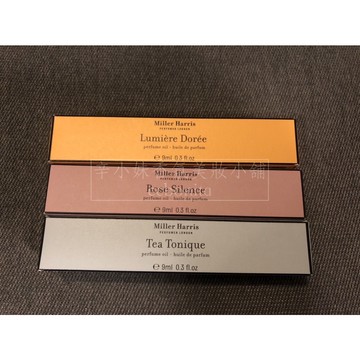 Miller Harris
PERFUMER LONDON
Lumière Dorée
perfume oil - huile de parfum
℮ 9ml 0.3 fl.oz
Miller Harris
PERFUMER LONDON
Rose Silence
perfume oil - huile de parfum
℮ 9ml 0.3 fl.oz
Miller Harris
PERFUMER LONDON
Tea Tonique
perfume oil - huile de parfum
℮ 9ml 0.3 fl.oz